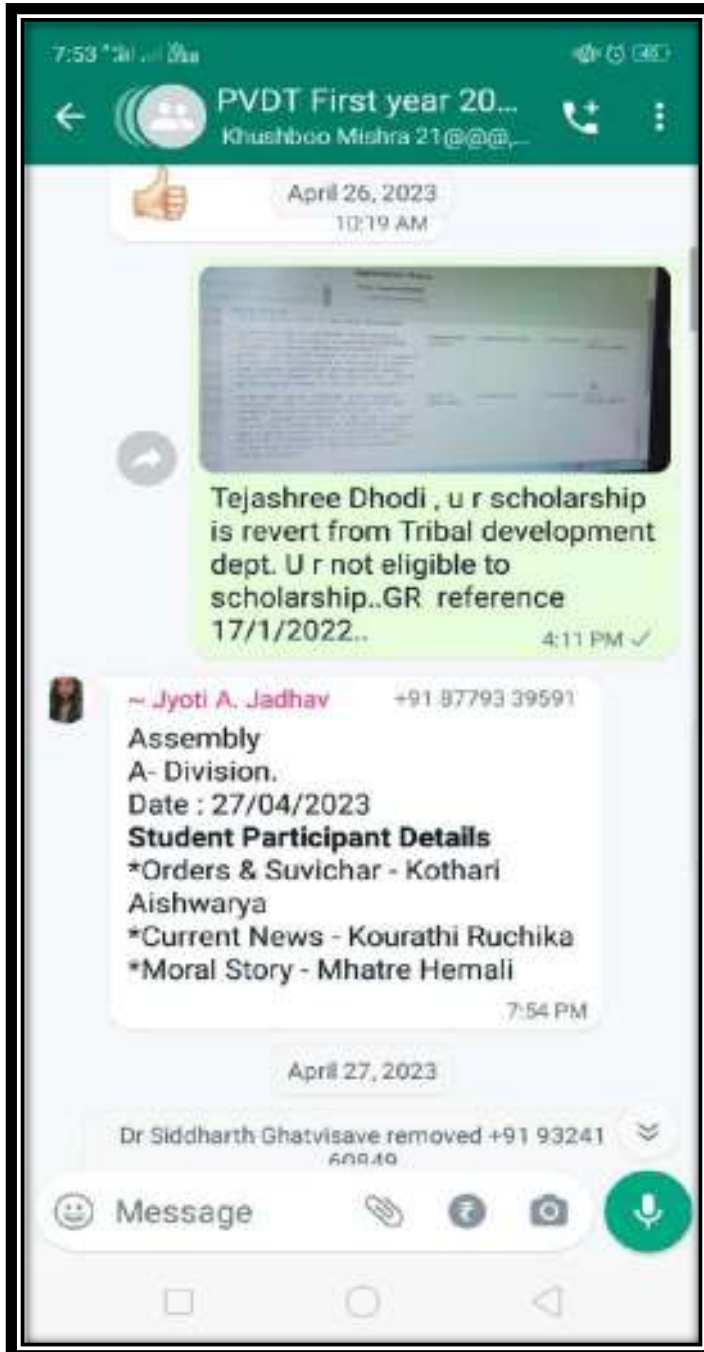 7:53
PVDT First year 20...
Khushboo Mishra 21@@@,...
April 26, 2023
10:19 AM
Tejashree Dhodi , u r scholarship
is revert from Tribal development
dept. U r not eligible to
scholarship..GR reference
17/1/2022..
4:11 PM
~ Jyoti A. Jadhav +91 87793 39591
Assembly
A- Division.
Date : 27/04/2023
Student Participant Details
*Orders & Suvichar - Kothari
Aishwarya
*Current News - Kourathi Ruchika
*Moral Story - Mhatre Hemali
7:54 PM
April 27, 2023
Dr Siddharth Ghatvisave removed +91 93241
60849
Message